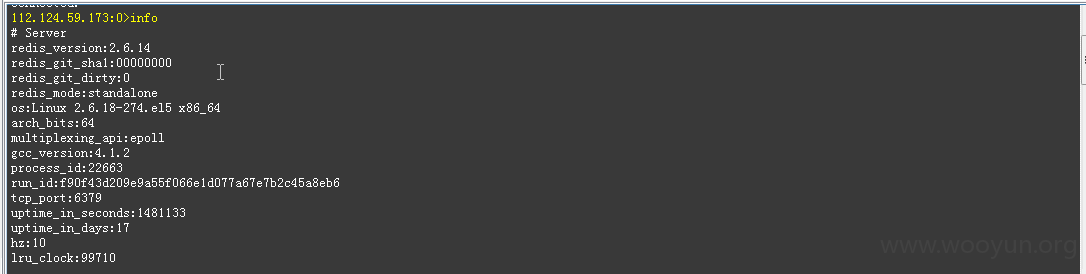 connected.
112.124.59.173:0>info
# Server
redis_version:2.6.14
redis_git_sha1:00000000
redis_git_dirty:0
redis_mode:standalone
os:Linux 2.6.18-274.el5 x86_64
arch_bits:64
multiplexing_api:epoll
gcc_version:4.1.2
process_id:22663
run_id:f90f43d209e9a55f066e1d077a67e7b2c45a8eb6
tcp_port:6379
uptime_in_seconds:1481133
uptime_in_days:17
hz:10
lru_clock:99710
www.wooyun.org